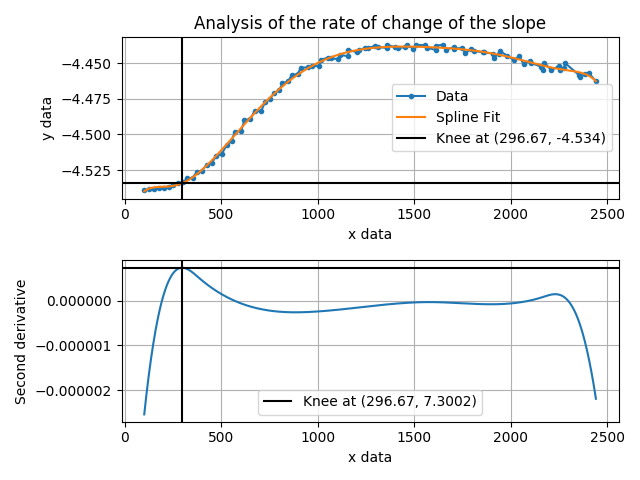 Analysis of the rate of change of the slope
y data
−4.450
−4.475
−4.500
−4.525
Data
Spline Fit
Knee at (296.67, -4.534)
0 500 1000 1500 2000 2500
x data
Second derivative
0.000000
−0.000001
−0.000002
Knee at (296.67, 7.3002)
0 500 1000 1500 2000 2500
x data